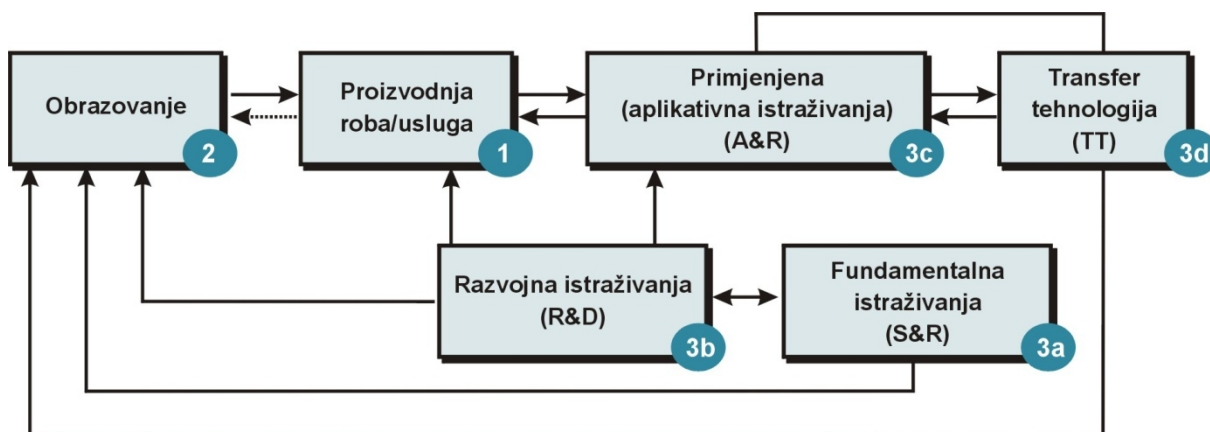 Obrazovanje
2
Proizvodnja
roba/usluga
1
Primjenjena
(aplikativna istraživanja)
(A&R)
3c
Transfer
tehnologija
(TT)
3d
Razvojna istraživanja
(R&D)
3b
Fundamentalna
istraživanja
(S&R)
3a